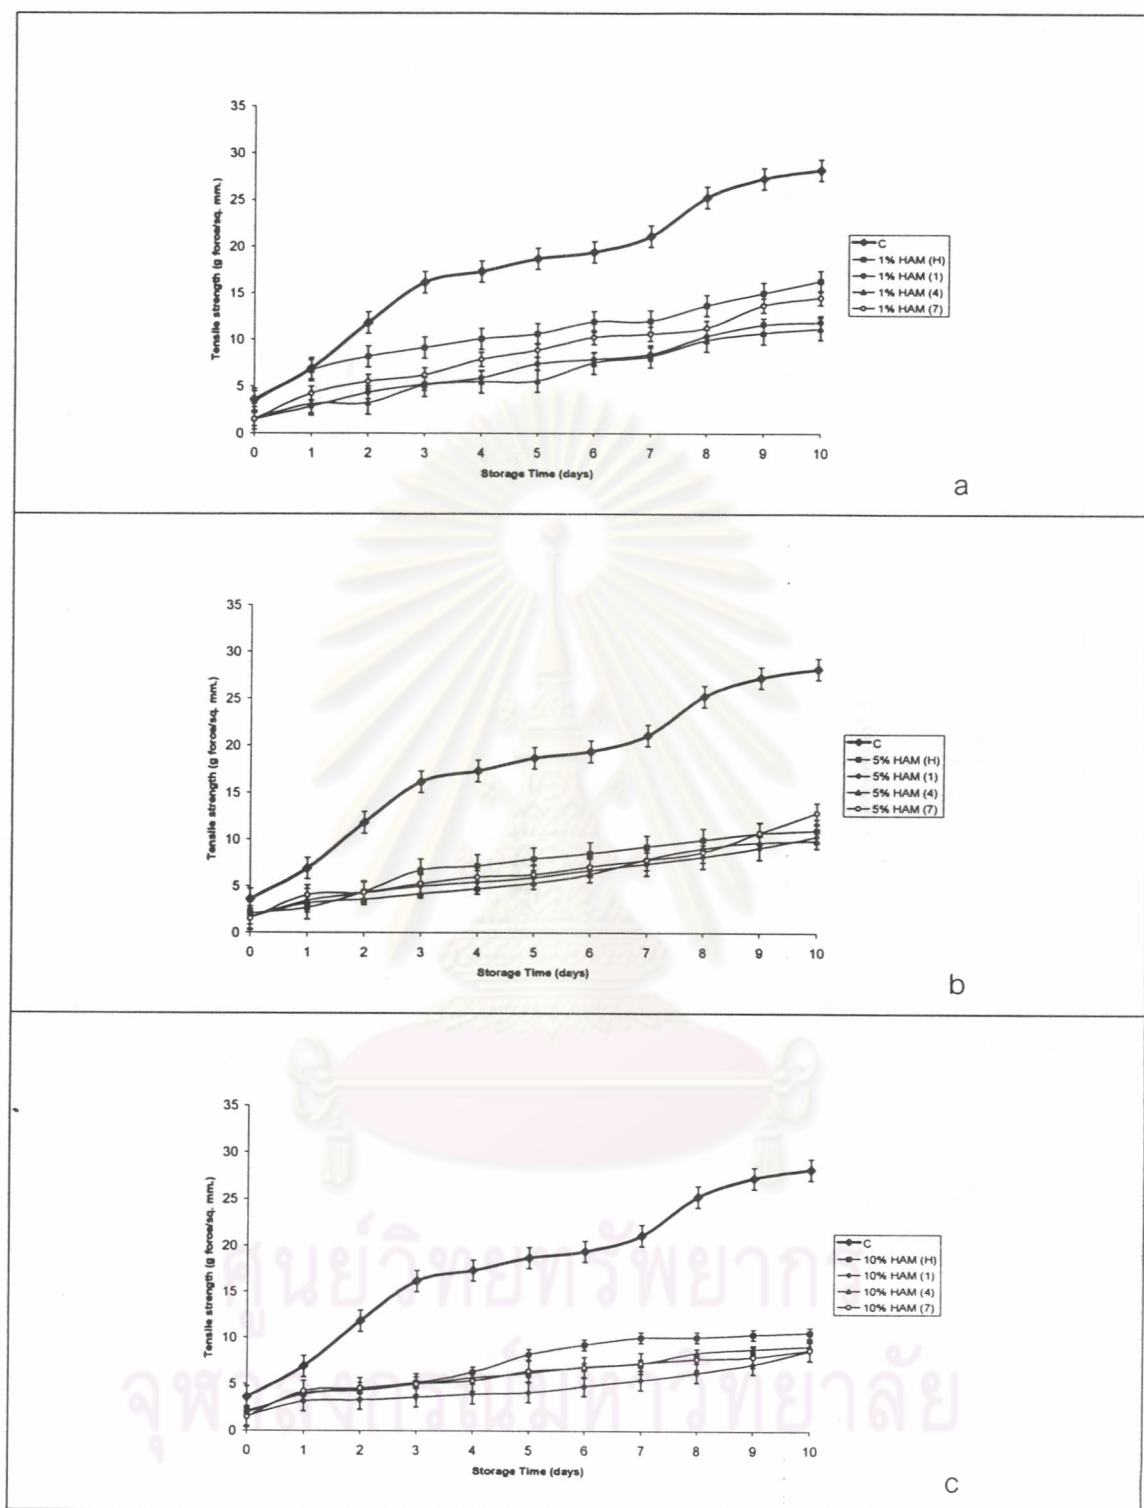 35
30
25
20
15
10
5
0
Tensile strength (g force/sq. mm.)
0 1 2 3 4 5 6 7 8 9 10
Storage Time (days)
C
1% HAM (H)
1% HAM (1)
1% HAM (4)
1% HAM (7)
a
35
30
25
20
15
10
5
0
Tensile strength (g force/sq. mm.)
0 1 2 3 4 5 6 7 8 9 10
Storage Time (days)
C
5% HAM (H)
5% HAM (1)
5% HAM (4)
5% HAM (7)
b
35
30
25
20
15
10
5
0
Tensile strength (g force/sq. mm.)
0 1 2 3 4 5 6 7 8 9 10
Storage Time (days)
C
10% HAM (H)
10% HAM (1)
10% HAM (4)
10% HAM (7)
c
ศูนย์วิทยทรัพยากร
จุฬาลงกรณ์มหาวิทยาลัย